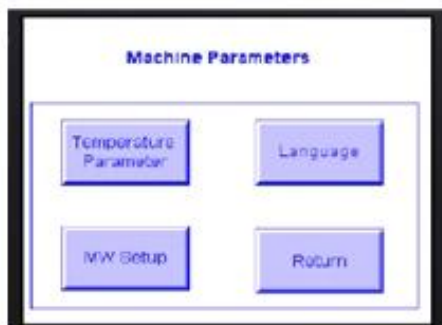 Machine Parameters
Temperature
Parameter
Language
MW Setup
Return